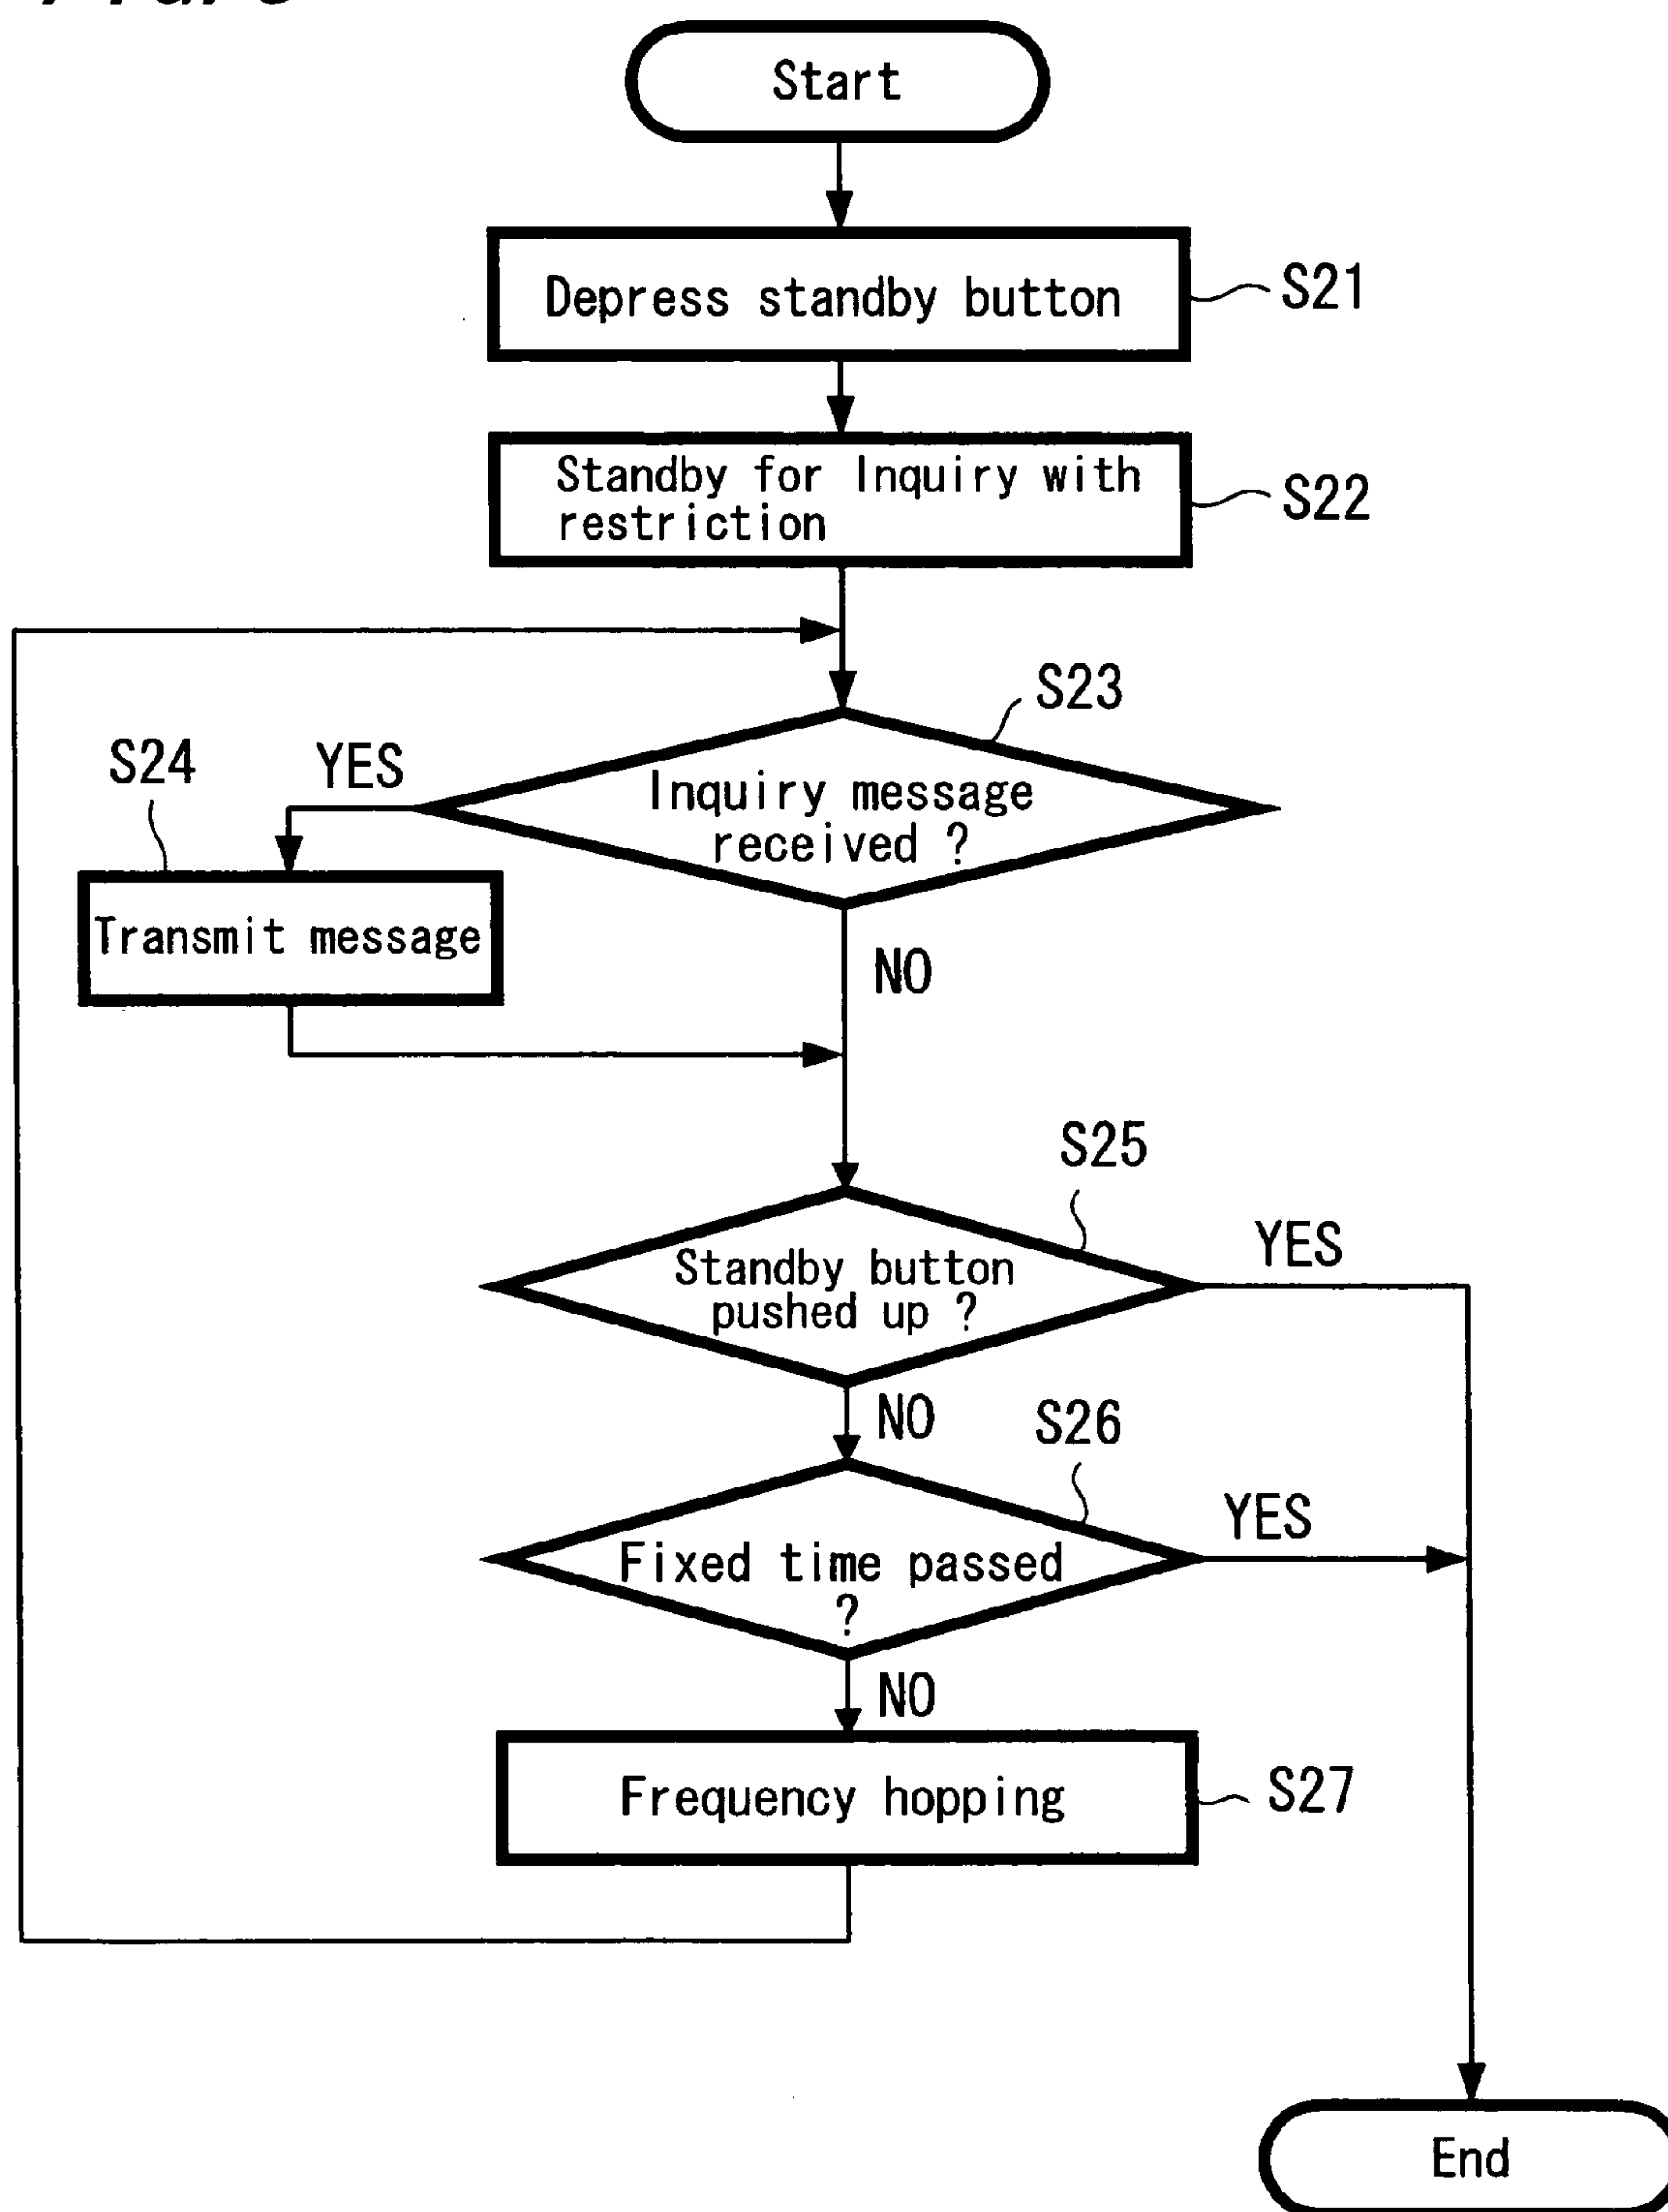 Start
Depress standby button
S21
Standby for Inquiry with
restriction
S22
S23
S24
YES
Inquiry message
received ?
Transmit message
NO
S25
YES
Standby button
pushed up ?
NO
S26
YES
Fixed time passed
?
NO
Frequency hopping
S27
End